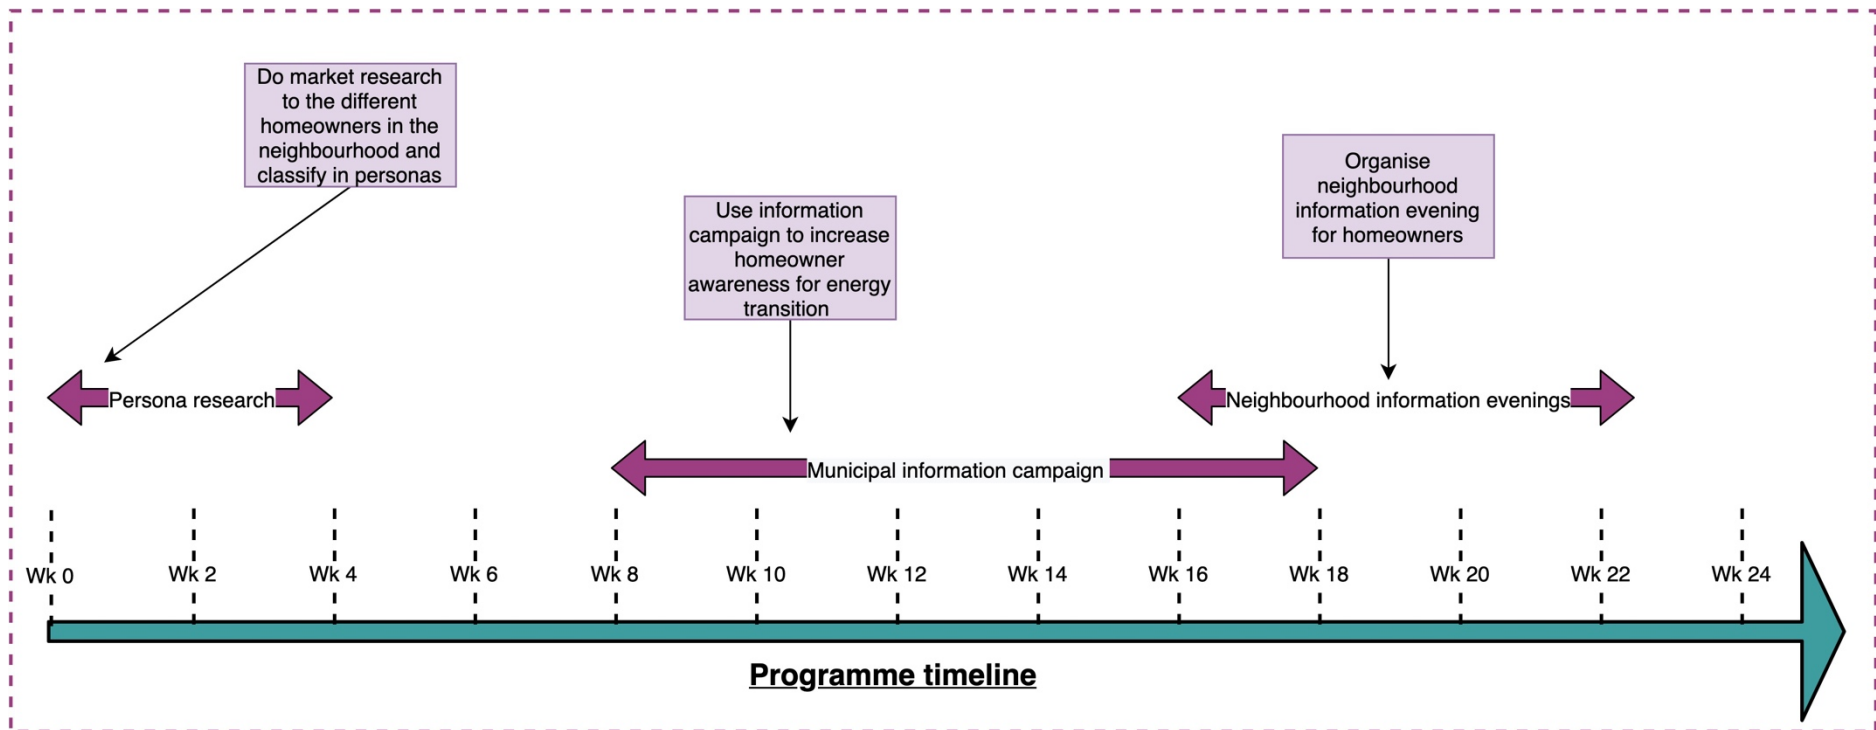 Do market research
to the different
homeowners in the
neighbourhood and
classify in personas
Use information
campaign to increase
homeowner
awareness for energy
transition
Organise
neighbourhood
information evening
for homeowners
Persona research
Neighbourhood information evenings
Municipal information campaign
Wk 0 Wk 2 Wk 4 Wk 6 Wk 8 Wk 10 Wk 12 Wk 14 Wk 16 Wk 18 Wk 20 Wk 22 Wk 24
Programme timeline